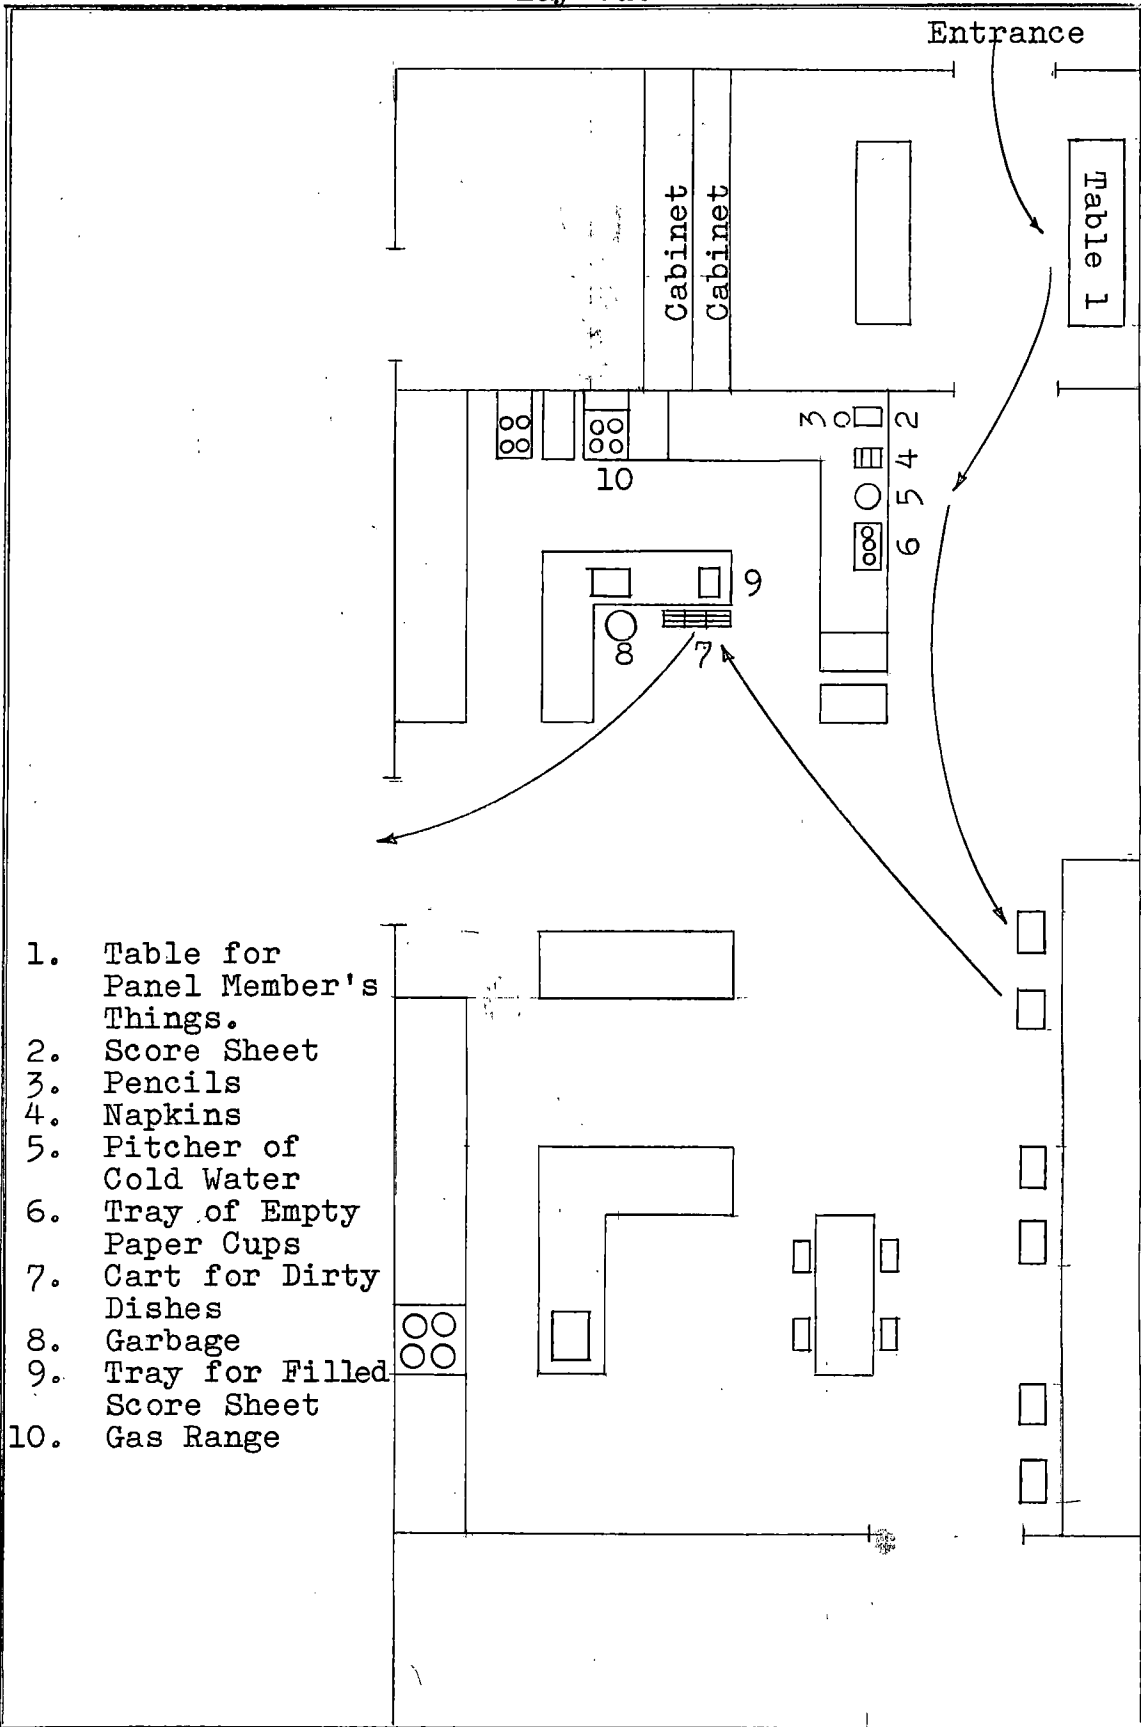 Entrance
Table 1
Cabinet
Cabinet
3 2
4
5
6
10
9
8
7
1. Table for
Panel Member's
Things.
2. Score Sheet
3. Pencils
4. Napkins
5. Pitcher of
Cold Water
6. Tray of Empty
Paper Cups
7. Cart for Dirty
Dishes
8. Garbage
9. Tray for Filled
Score Sheet
10. Gas Range